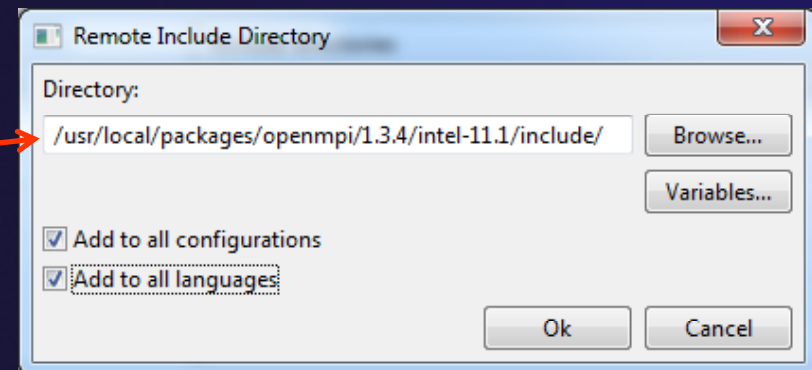 Remote Include Directory
Directory:
/usr/local/packages/openmpi/1.3.4/intel-11.1/include/
Browse...
Variables...
Add to all configurations
Add to all languages
Ok
Cancel